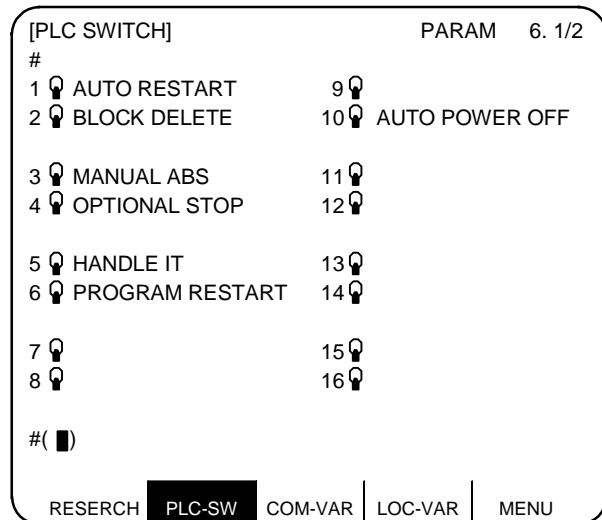 [PLC SWITCH] PARAM 6. 1/2
#
1 AUTO RESTART 9
2 BLOCK DELETE 10 AUTO POWER OFF
3 MANUAL ABS 11
4 OPTIONAL STOP 12
5 HANDLE IT 13
6 PROGRAM RESTART 14
7 15
8 16
#( )
RESERCH PLC-SW COM-VAR LOC-VAR MENU